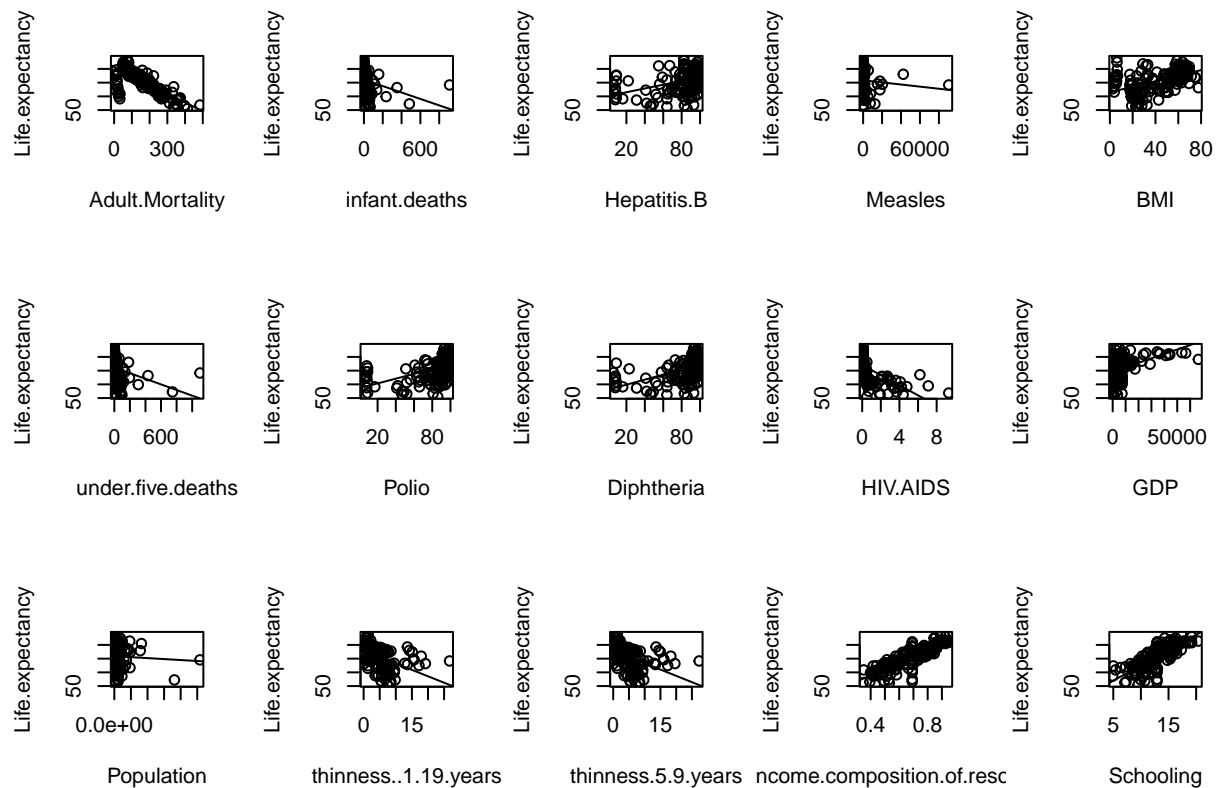 Life.expectancy
50
0 300
Adult.Mortality
Life.expectancy
50
0 600
infant.deaths
Life.expectancy
50
20 80
Hepatitis.B
Life.expectancy
50
0 60000
Measles
Life.expectancy
50
0 40 80
BMI
Life.expectancy
50
0 600
under.five.deaths
Life.expectancy
50
20 80
Polio
Life.expectancy
50
20 80
Diphtheria
Life.expectancy
50
0 4 8
HIV.AIDS
Life.expectancy
50
0 50000
GDP
Life.expectancy
50
0.0e+00
Population
Life.expectancy
50
0 15
thinness..1.19.years
Life.expectancy
50
0 15
thinness.5.9.years
Life.expectancy
50
0.4 0.8
ncome.composition.of.resc
Life.expectancy
50
5 15
Schooling